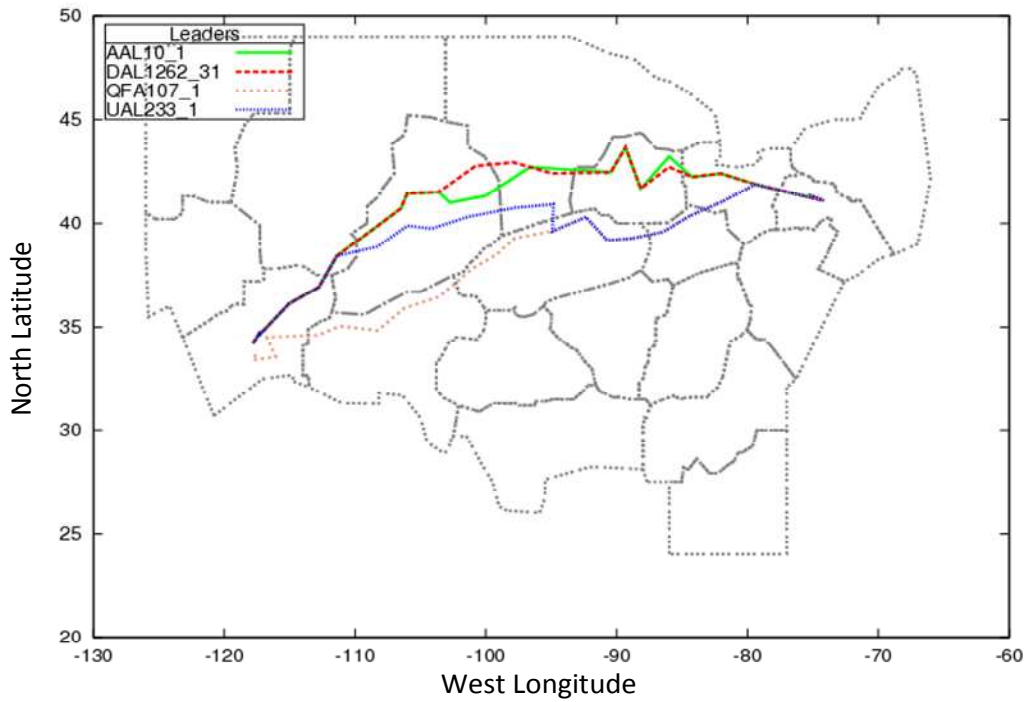 50
45
40
35
30
25
20
Leaders
AAL10_1
DAL1262_31
QFA107_1
UAL233_1
North Latitude
-130 -120 -110 -100 -90 -80 -70 -60
West Longitude